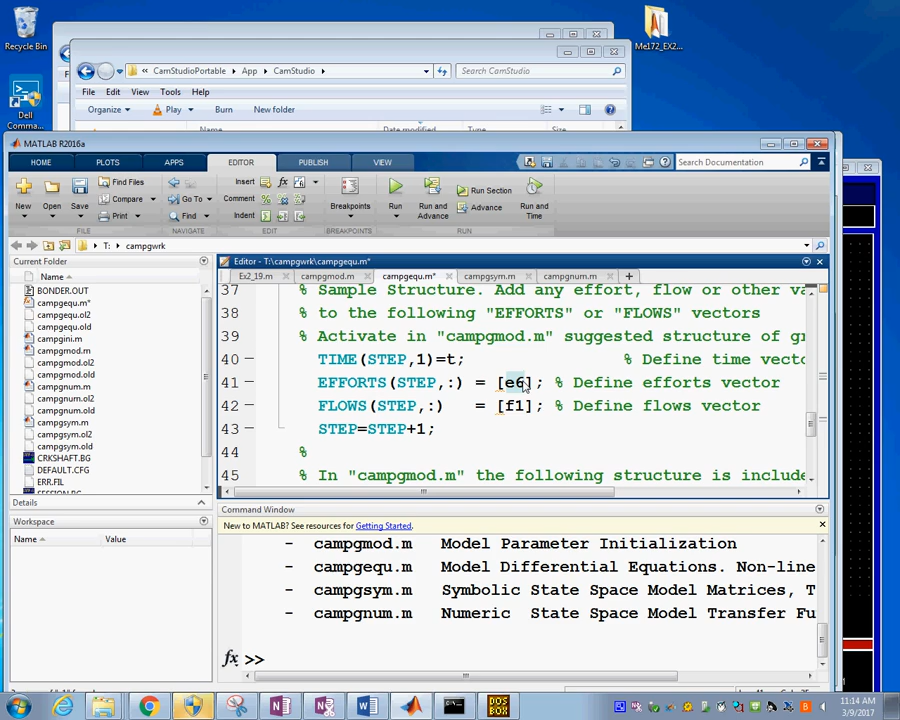 Recycle Bin
Me172_EX2...
Dell
Comma...
« CamStudioPortable ▸ App ▸ CamStudio ▸
Search CamStudio
File Edit View Tools Help
Organize ▾ Play ▾ Burn New folder
Name Date modified Type Size
MATLAB R2016a
HOME PLOTS APPS EDITOR PUBLISH VIEW
Search Documentation
New Open Save
Find Files
Compare
Print
Go To
Find
Insert
Comment
Indent
Breakpoints
Run
Run and Advance
Run Section
Advance
Run and Time
FILE NAVIGATE EDIT BREAKPOINTS RUN
T: ▸ campgwrk
Current Folder
Name
BONDER.OUT
campgequ.m*
campgequ.ol2
campgequ.old
campgini.m
campgmod.m
campgmod.ol2
campgmod.old
campgnum.m
campgsym.m
campgsym.ol2
campgsym.old
CRKSHAFT.BG
DEFAULT.CFG
ERR.FIL
Details
Workspace
Name Value
Editor - T:\campgwrk\campgequ.m*
Ex2_19.m campgmod.m campgequ.m* campgsym.m campgnum.m
37 % Sample Structure. Add any effort, flow or other va
38 % to the following "EFFORTS" or "FLOWS" vectors
39 % Activate in "campgmod.m" suggested structure of gr
40 TIME(STEP,1)=t; % Define time vecto
41 EFFORTS(STEP,:) = [e6]; % Define efforts vector
42 FLOWS(STEP,:) = [f1]; % Define flows vector
43 STEP=STEP+1;
44 %
45 % In "campgmod.m" the following structure is include
Command Window
New to MATLAB? See resources for Getting Started.
- campgmod.m Model Parameter Initialization
- campgequ.m Model Differential Equations. Non-line
- campgsym.m Symbolic State Space Model Matrices, T
- campgnum.m Numeric State Space Model Transfer Fu
fx >>
11:14 AM
3/9/2017